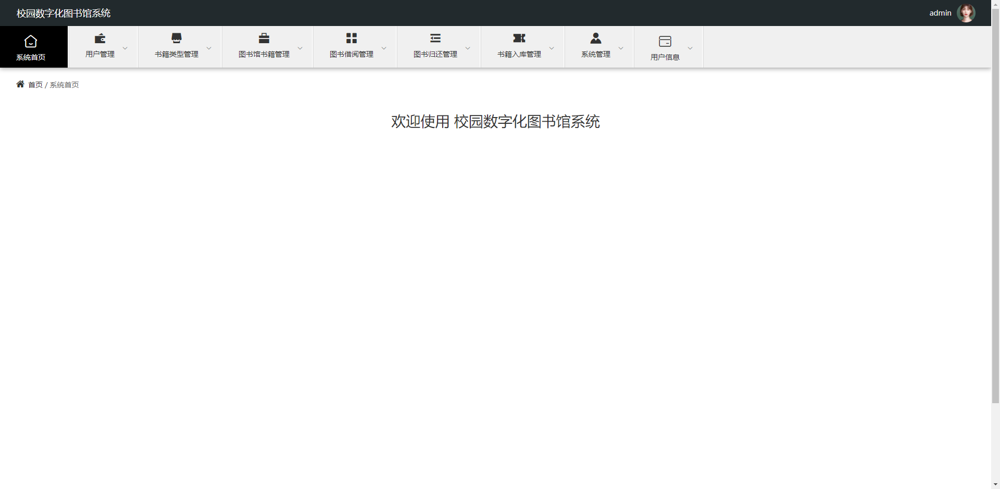 校园数字化图书馆系统
admin
系统首页
用户管理
书籍类型管理
图书馆书籍管理
图书借阅管理
图书归还管理
书籍入库管理
系统管理
用户信息
首页 / 系统首页
欢迎使用 校园数字化图书馆系统